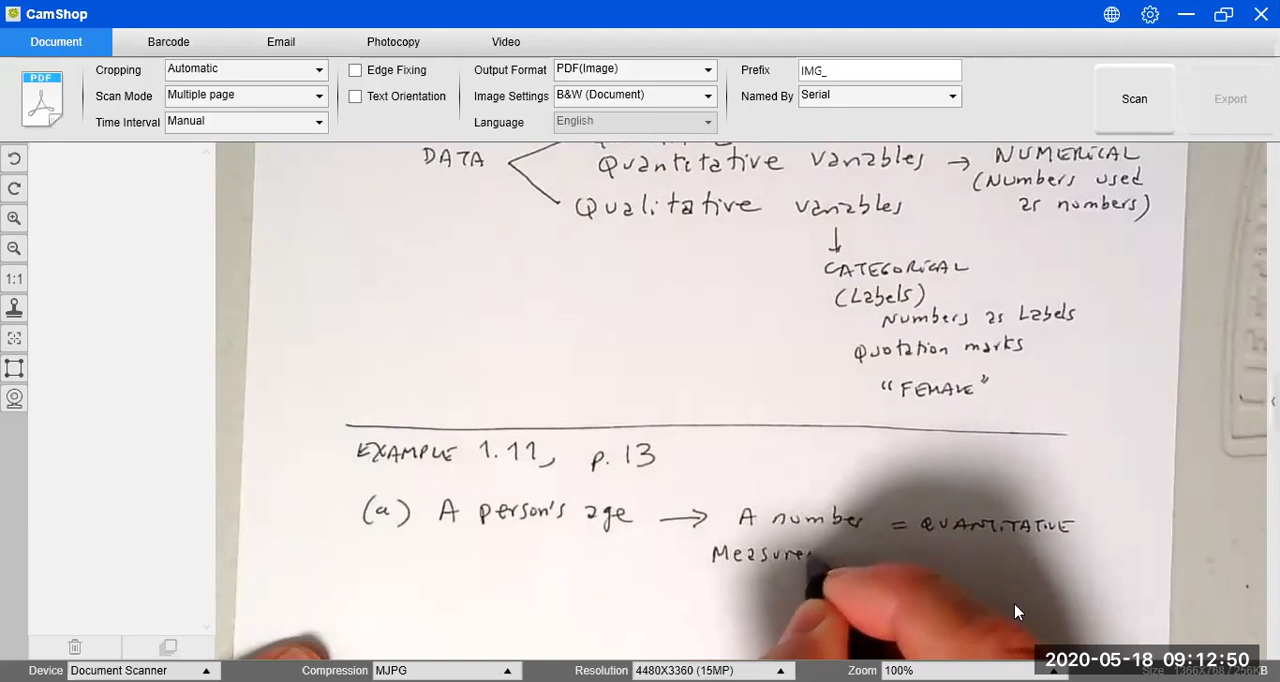 CamShop
Document Barcode Email Photocopy Video
PDF
Cropping Automatic
Scan Mode Multiple page
Time Interval Manual
Edge Fixing
Text Orientation
Output Format PDF(Image)
Image Settings B&W (Document)
Language English
Prefix IMG_
Named By Serial
Scan
Export
1:1
DATA
Quantitative variables → NUMERICAL
(Numbers used
as numbers)
Qualitative variables
↓
CATEGORICAL
(Labels)
Numbers as Labels
Quotation marks
"FEMALE"
EXAMPLE 1.11, p. 13
(a) A person's age → A number = QUANTITATIVE
Measure
Device Document Scanner Compression MJPG Resolution 4480X3360 (15MP) Zoom 100%
2020-05-18 09:12:50